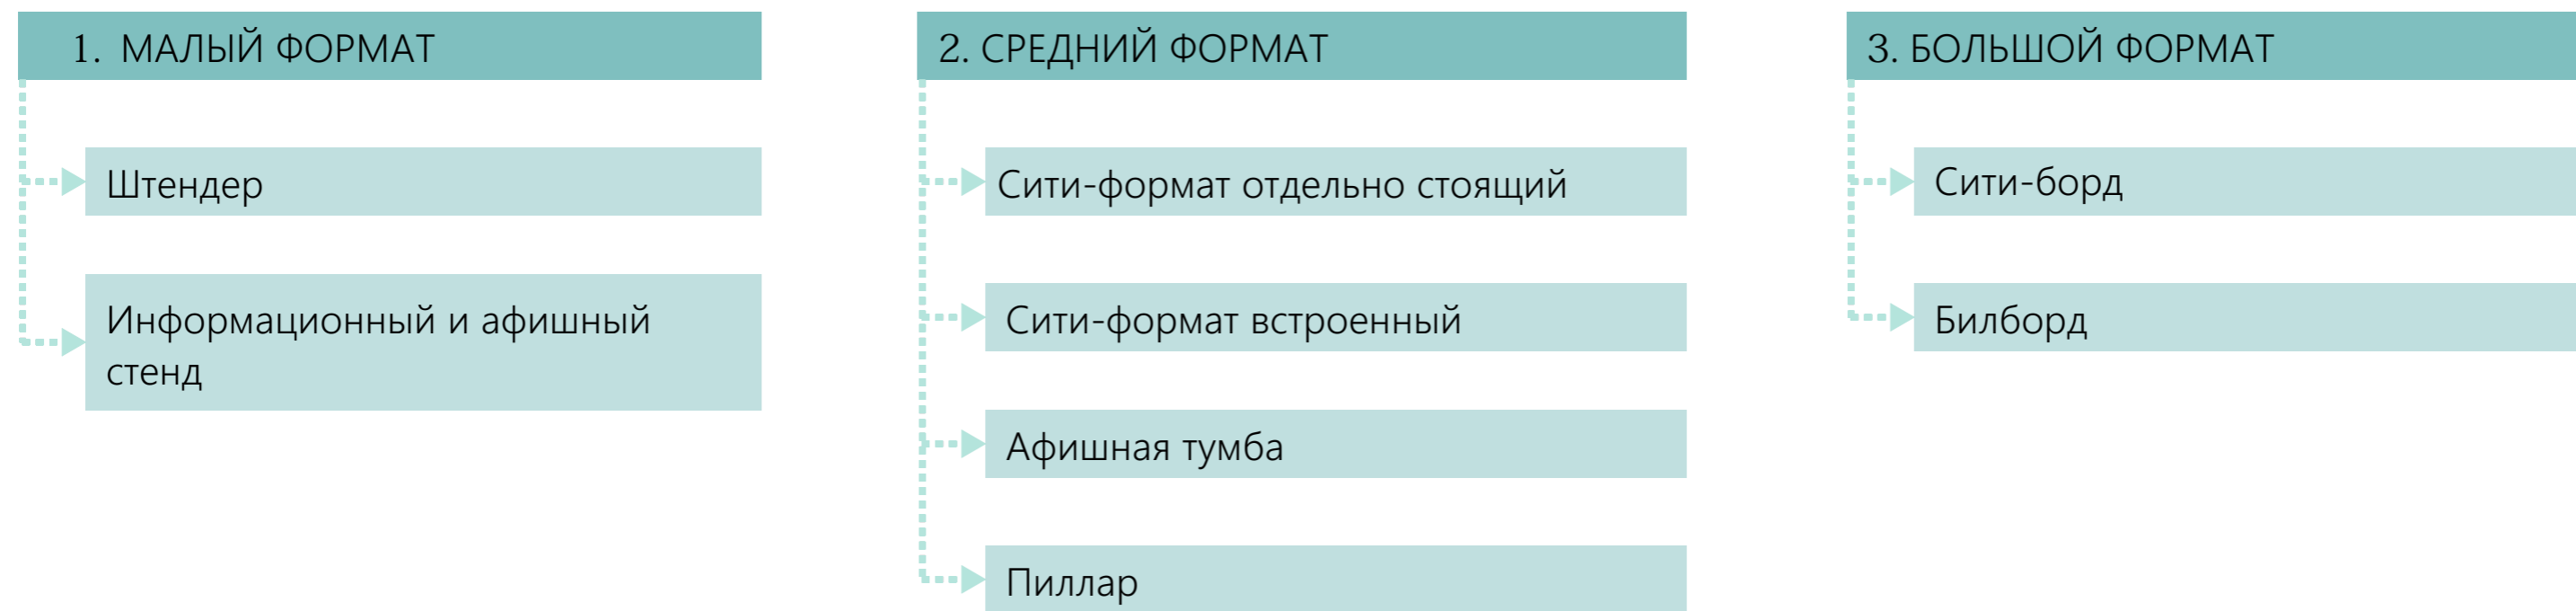 1. МАЛЫЙ ФОРМАТ
Штендер
Информационный и афишный
стенд
2. СРЕДНИЙ ФОРМАТ
Сити-формат отдельно стоящий
Сити-формат встроенный
Афишная тумба
Пиллар
3. БОЛЬШОЙ ФОРМАТ
Сити-борд
Билборд